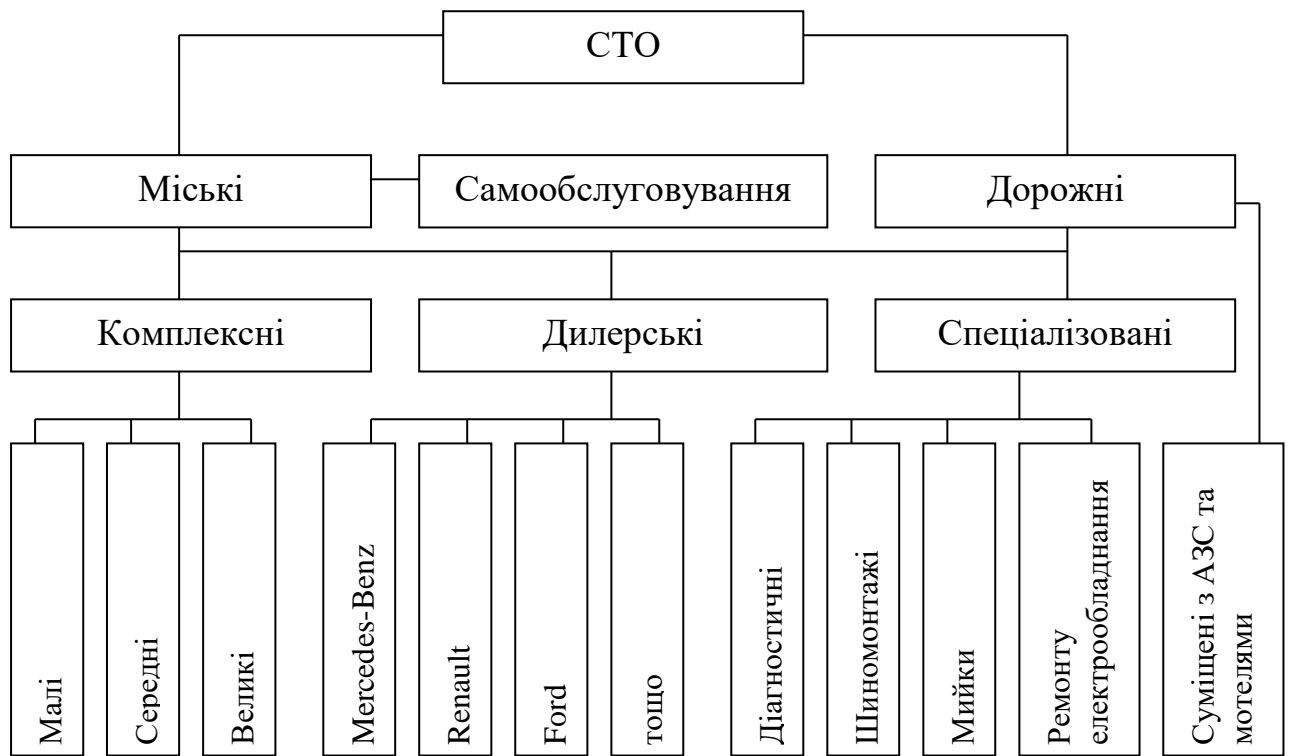 СТО
Міські
Самообслуговування
Дорожні
Комплексні
Дилерські
Спеціалізовані
Малі
Середні
Великі
Mercedes-Benz
Renault
Ford
тощо
Діагностичні
Шиномонтажі
Мийки
Ремонту
електрообладнання
Суміщені з АЗС та
мотелями